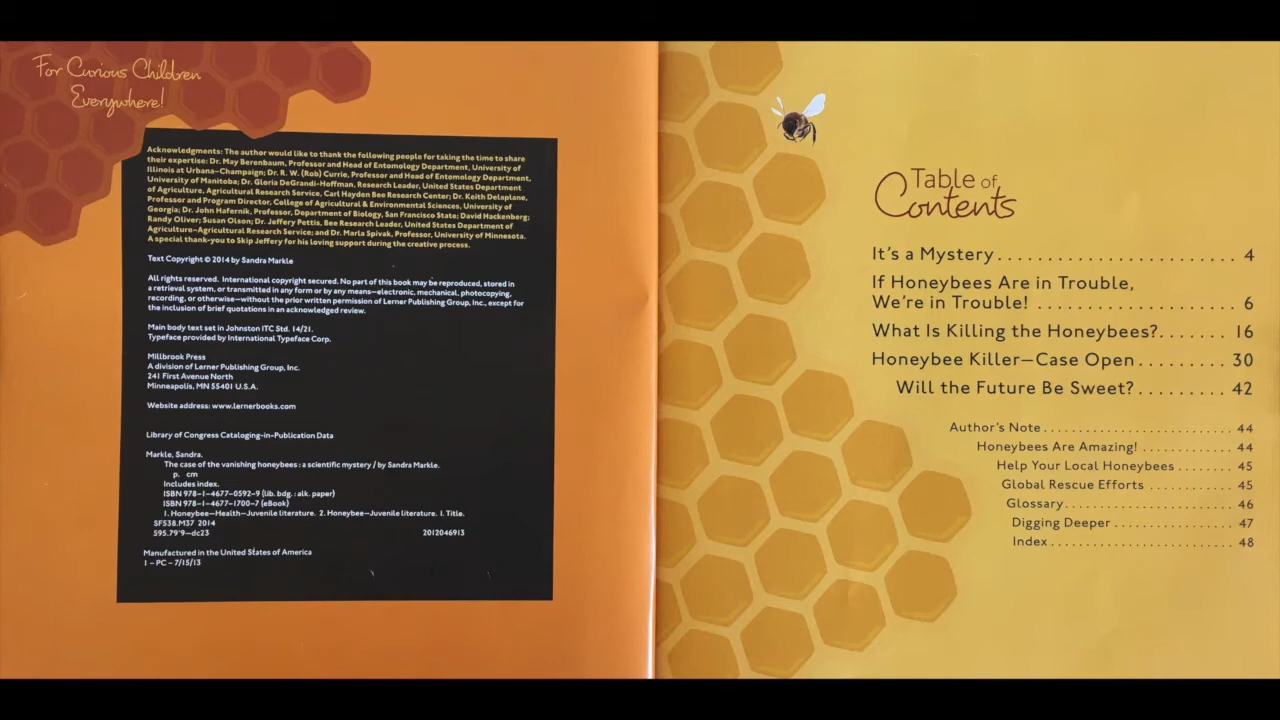 For Curious Children
Everywhere!
Acknowledgments: The author would like to thank the following people for taking the time to share
their expertise: Dr. May Berenbaum, Professor and Head of Entomology Department, University of
Illinois at Urbana–Champaign; Dr. R. W. (Rob) Currie, Professor and Head of Entomology Department,
University of Manitoba; Dr. Gloria DeGrandi-Hoffman, Research Leader, United States Department
of Agriculture, Agricultural Research Service, Carl Hayden Bee Research Center; Dr. Keith Delaplane,
Professor and Program Director, College of Agricultural & Environmental Sciences, University of
Georgia; Dr. John Hafernik, Professor, Department of Biology, San Francisco State; David Hackenberg;
Randy Oliver; Susan Olson; Dr. Jeffery Pettis, Bee Research Leader, United States Department of
Agriculture–Agricultural Research Service; and Dr. Marla Spivak, Professor, University of Minnesota.
A special thank-you to Skip Jeffery for his loving support during the creative process.
Text Copyright © 2014 by Sandra Markle
All rights reserved. International copyright secured. No part of this book may be reproduced, stored in
a retrieval system, or transmitted in any form or by any means—electronic, mechanical, photocopying,
recording, or otherwise—without the prior written permission of Lerner Publishing Group, Inc., except for
the inclusion of brief quotations in an acknowledged review.
Main body text set in Johnston ITC Std. 14/21.
Typeface provided by International Typeface Corp.
Millbrook Press
A division of Lerner Publishing Group, Inc.
241 First Avenue North
Minneapolis, MN 55401 U.S.A.
Website address: www.lernerbooks.com
Library of Congress Cataloging-in-Publication Data
Markle, Sandra.
The case of the vanishing honeybees : a scientific mystery / by Sandra Markle.
p. cm
Includes index.
ISBN 978–1–4677–0592–9 (lib. bdg. : alk. paper)
ISBN 978–1–4677–1700–7 (eBook)
1. Honeybee—Health—Juvenile literature. 2. Honeybee—Juvenile literature. I. Title.
SF538.M37 2014
595.79'9—dc23 2012046913
Manufactured in the United States of America
1 – PC – 7/15/13
Table of
Contents
It's a Mystery . . . . . . . . . . . . . . . . . . . . . . . . . 4
If Honeybees Are in Trouble,
We're in Trouble! . . . . . . . . . . . . . . . . . . . . 6
What Is Killing the Honeybees?. . . . . . . 16
Honeybee Killer—Case Open . . . . . . . . . 30
Will the Future Be Sweet? . . . . . . . . . 42
Author's Note . . . . . . . . . . . . . . . . . . . . . . 44
Honeybees Are Amazing! . . . . . . . . . . . 44
Help Your Local Honeybees . . . . . . . 45
Global Rescue Efforts . . . . . . . . . . . 45
Glossary . . . . . . . . . . . . . . . . . . . . 46
Digging Deeper . . . . . . . . . . . . . . . 47
Index . . . . . . . . . . . . . . . . . . . . . . . 48